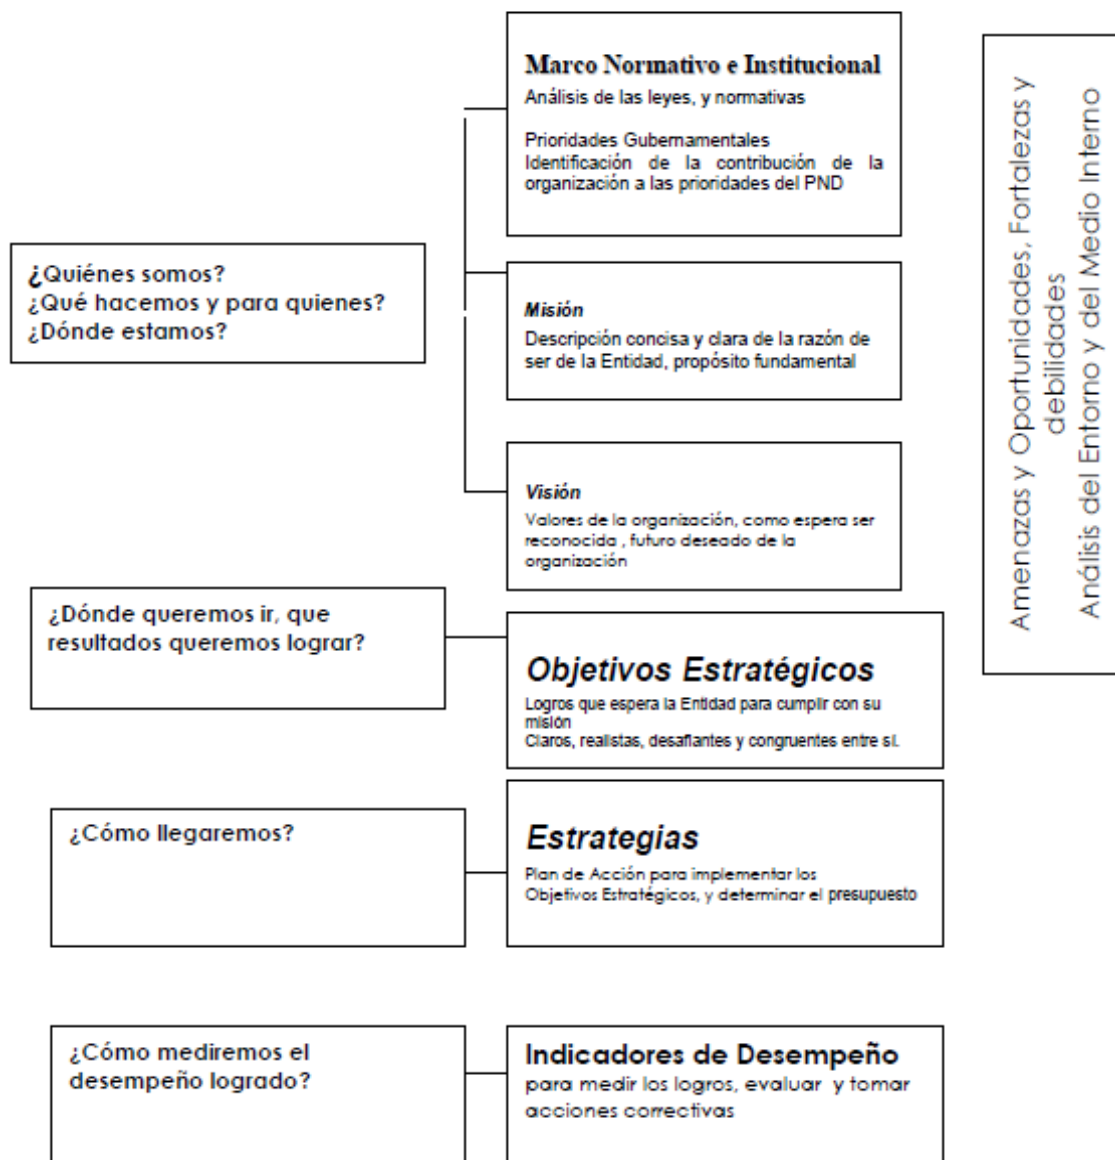 Marco Normativo e Institucional
Análisis de las leyes, y normativas
Prioridades Gubernamentales
Identificación de la contribución de la
organización a las prioridades del PND
¿Quiénes somos?
¿Qué hacemos y para quienes?
¿Dónde estamos?
Misión
Descripción concisa y clara de la razón de
ser de la Entidad, propósito fundamental
Visión
Valores de la organización, como espera ser
reconocida , futuro deseado de la
organización
¿Dónde queremos ir, que
resultados queremos lograr?
Objetivos Estratégicos
Logros que espera la Entidad para cumplir con su
misión
Claros, realistas, desafiantes y congruentes entre sí.
¿Cómo llegaremos?
Estrategias
Plan de Acción para implementar los
Objetivos Estratégicos, y determinar el presupuesto
¿Cómo mediremos el
desempeño logrado?
Indicadores de Desempeño
para medir los logros, evaluar y tomar
acciones correctivas
Amenazas y Oportunidades, Fortalezas y
debilidades
Análisis del Entorno y del Medio Interno